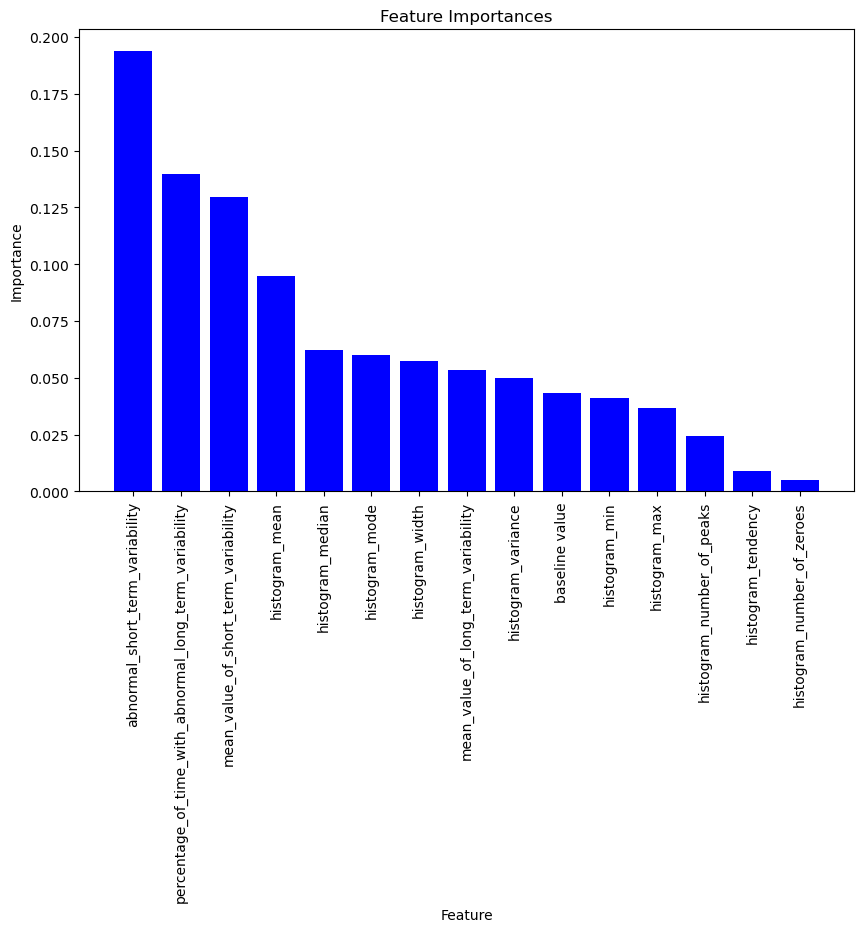 Feature Importances
0.200
0.175
0.150
0.125
0.100
0.075
0.050
0.025
0.000
Importance
abnormal_short_term_variability
percentage_of_time_with_abnormal_long_term_variability
mean_value_of_short_term_variability
histogram_mean
histogram_median
histogram_mode
histogram_width
mean_value_of_long_term_variability
histogram_variance
baseline value
histogram_min
histogram_max
histogram_number_of_peaks
histogram_tendency
histogram_number_of_zeroes
Feature